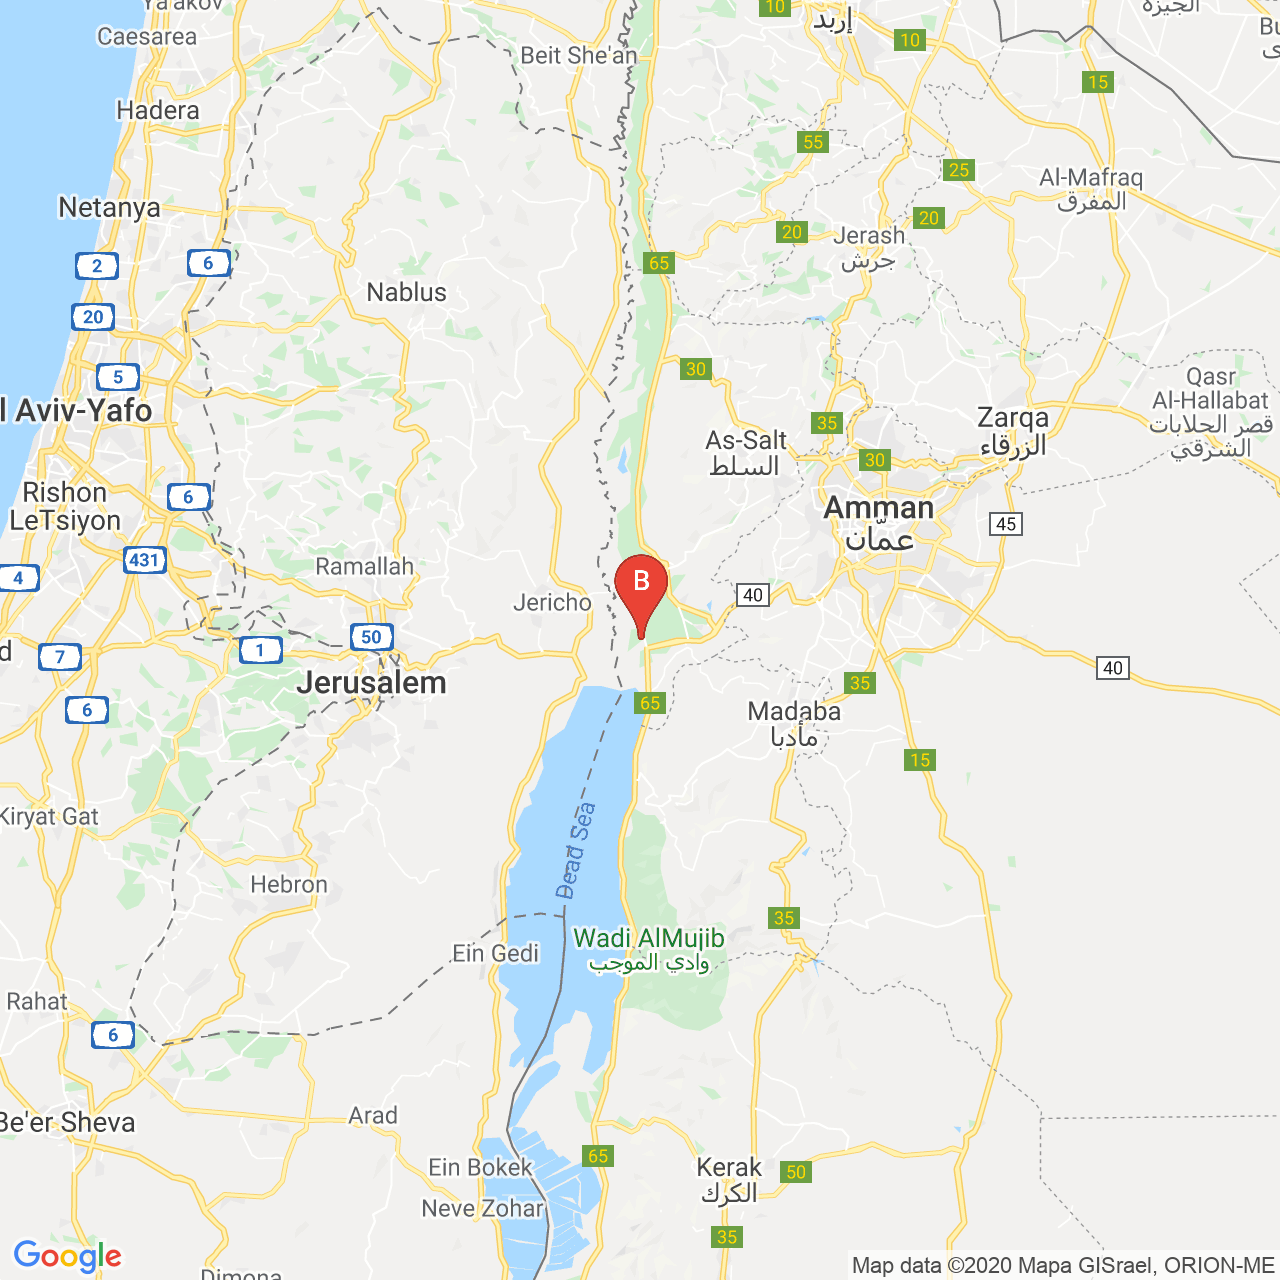 Ya'akov
Caesarea
Beit She'an
10
إربد
10
الجيزة
15
Hadera
6
55
25
Al-Mafraq
المفرق
Netanya
20
20
Jerash
جرش
2
6
65
Nablus
20
5
30
Qasr
Al-Hallabat
قصر الحلابات
الشرقي
l Aviv-Yafo
35
Zarqa
الزرقاء
As-Salt
السلط
30
Rishon
LeTsiyon
6
Amman
عمّان
45
431
Ramallah
4
B
Jericho
40
50
1
7
d
40
Jerusalem
35
65
6
Madaba
مأدبا
15
Kiryat Gat
Dead Sea
Hebron
35
Wadi AlMujib
وادي الموجب
Ein Gedi
Rahat
6
Arad
Be'er Sheva
65
Ein Bokek
Kerak
الكرك
50
Neve Zohar
35
Google
Dimona
Map data ©2020 Mapa GISrael, ORION-ME